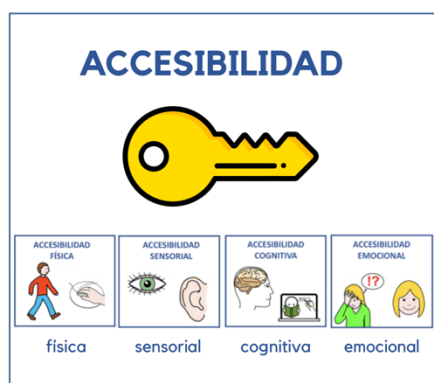 ACCESIBILIDAD
ACCESIBILIDAD
FÍSICA
ACCESIBILIDAD
SENSORIAL
ACCESIBILIDAD
COGNITIVA
ACCESIBILIDAD
EMOCIONAL
!?
física
sensorial
cognitiva
emocional